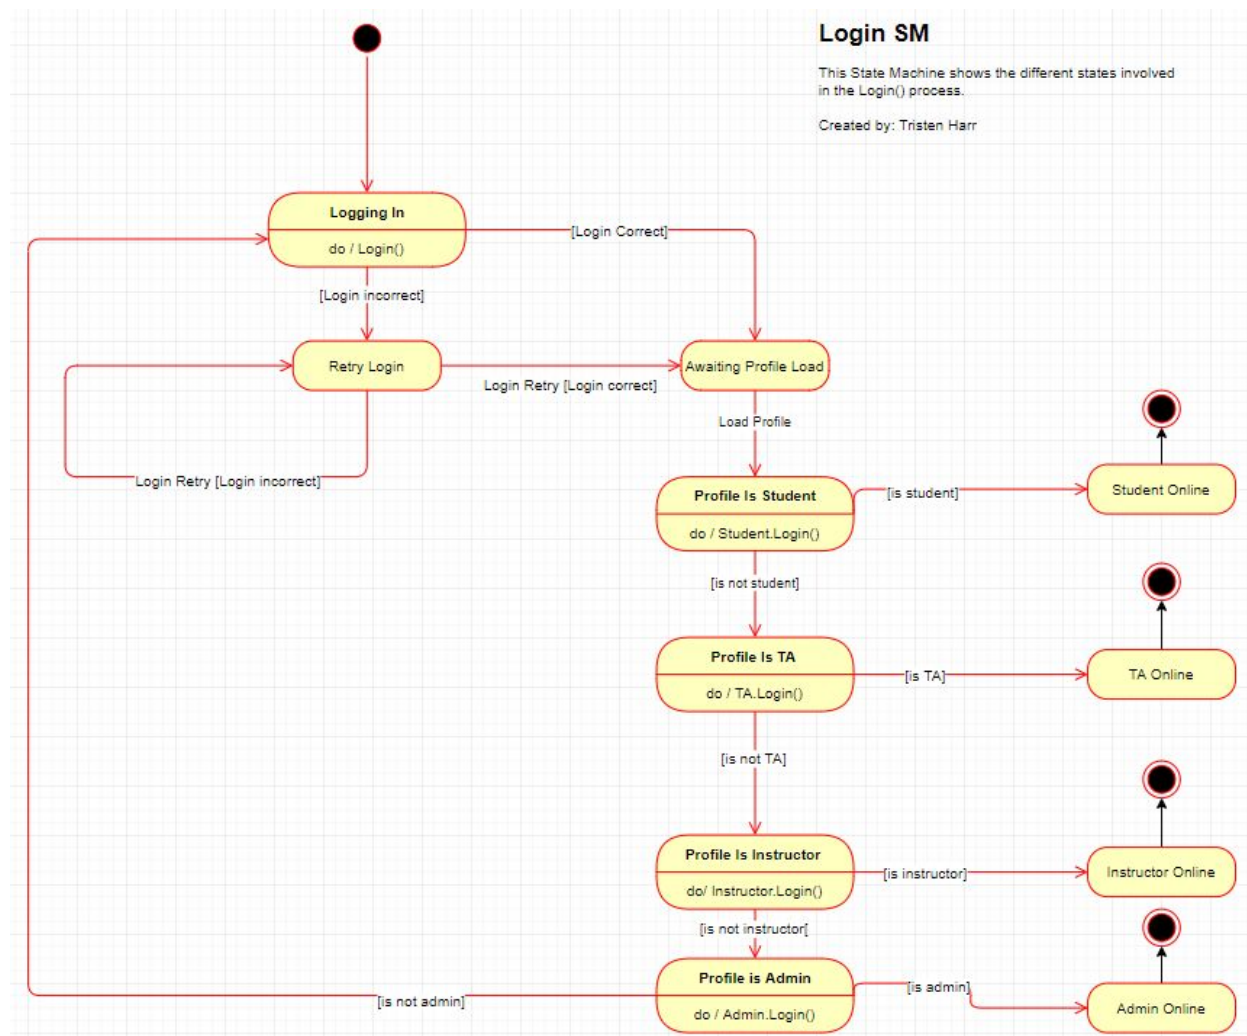 Login SM
This State Machine shows the different states involved
in the Login() process.
Created by: Tristen Harr
Logging In
do / Login()
[Login Correct]
[Login incorrect]
Retry Login
Login Retry [Login correct]
Awaiting Profile Load
Login Retry [Login incorrect]
Load Profile
Profile Is Student
do / Student.Login()
[is student]
Student Online
[is not student]
Profile Is TA
do / TA.Login()
[is TA]
TA Online
[is not TA]
Profile Is Instructor
do/ Instructor.Login()
[is instructor]
Instructor Online
[is not instructor[
Profile is Admin
do / Admin.Login()
[is admin]
Admin Online
[is not admin]